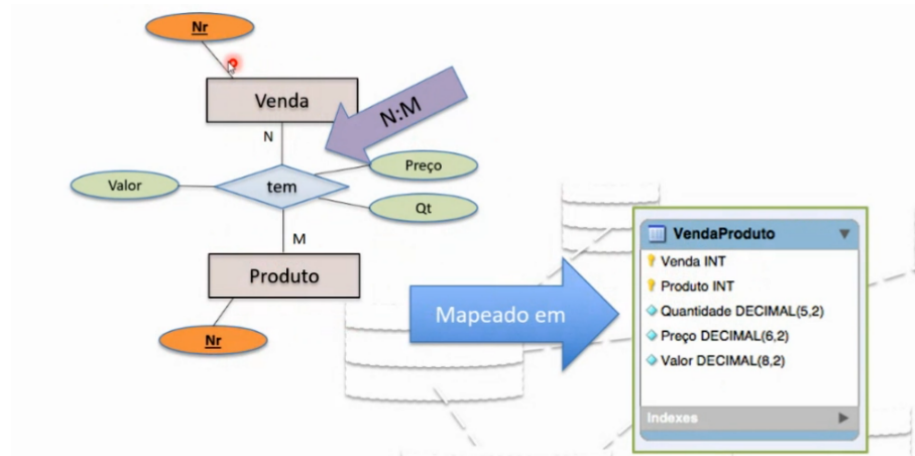 Nr
Venda
N:M
N
Preço
Valor
tem
Qt
M
Produto
Nr
Mapeado em
VendaProduto
Venda INT
Produto INT
Quantidade DECIMAL(5,2)
Preço DECIMAL(6,2)
Valor DECIMAL(8,2)
Indexes